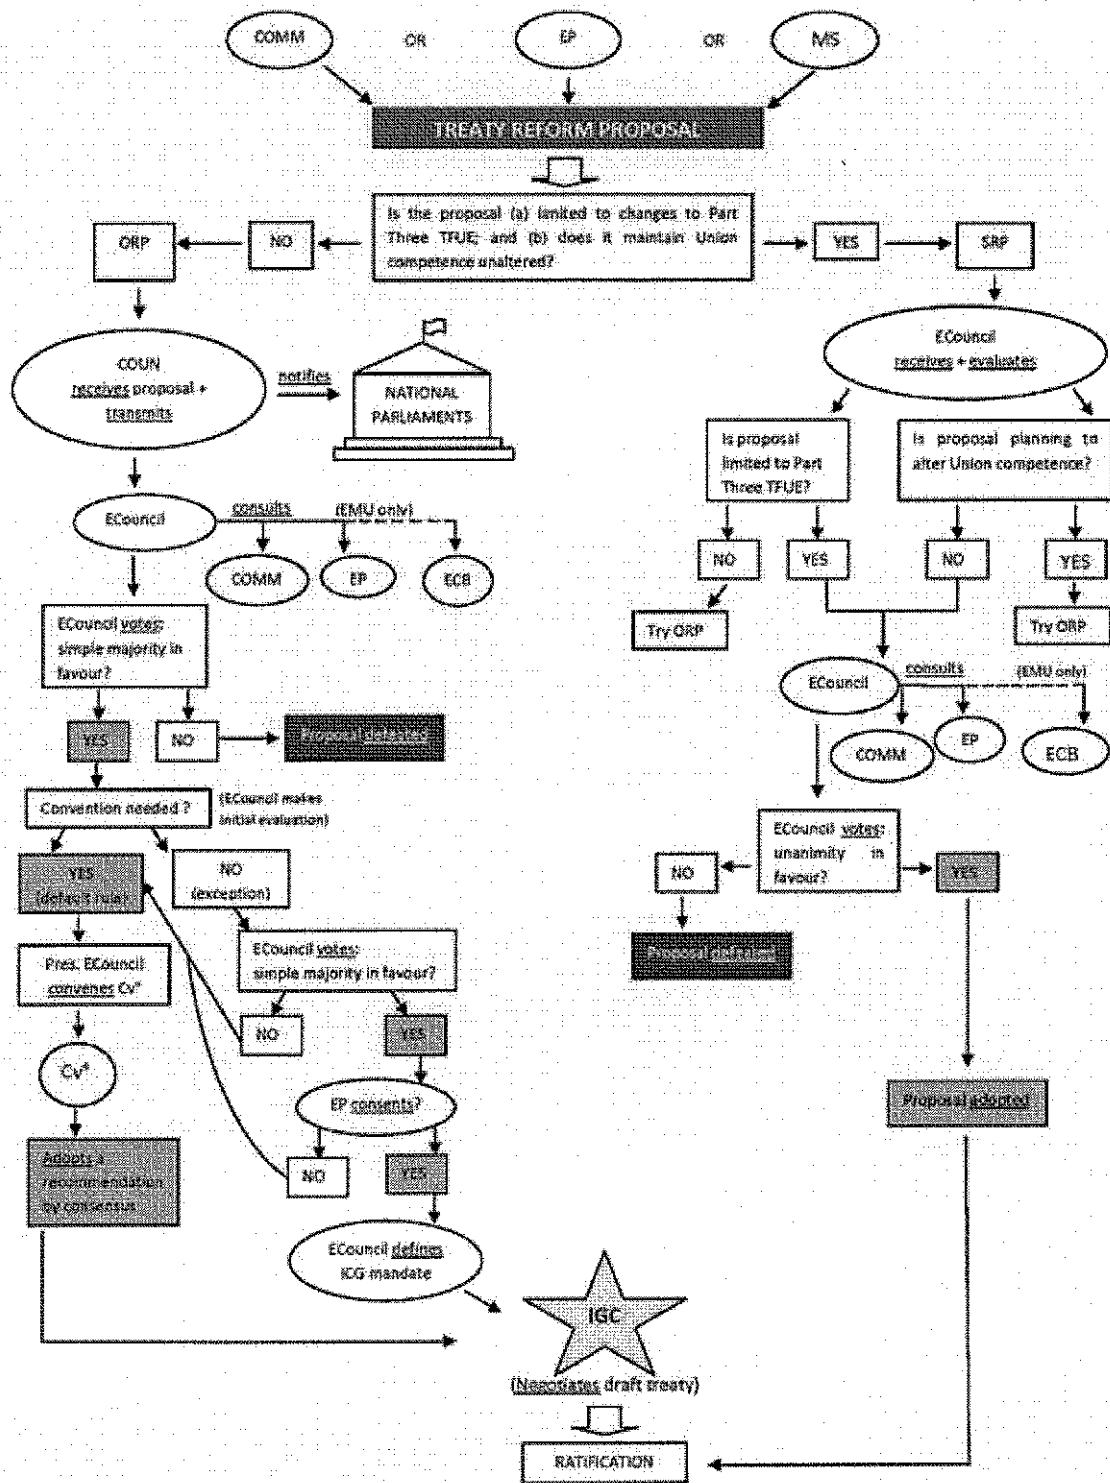 COMM
OR
EP
OR
MS
TREATY REFORM PROPOSAL
Is the proposal (a) limited to changes to Part
Three TFUE; and (b) does it maintain Union
competence unaltered?
ORP
NO
YES
SRP
COUN
receives proposal +
transmits
notifies
NATIONAL
PARLIAMENTS
ECouncil
receives + evaluates
Is proposal
limited to Part
Three TFUE?
Is proposal planning to
alter Union competence?
ECouncil
consults
(EMU only)
COMM
EP
ECB
NO
YES
NO
YES
Try ORP
Try ORP
ECouncil votes:
simple majority in
favour?
ECouncil
consults
(EMU only)
COMM
EP
ECB
YES
NO
Proposal defeated
Convention needed ?
(ECouncil makes
initial evaluation)
ECouncil votes:
unanimity in
favour?
NO
YES
YES
(default rule)
NO
(exception)
Proposal defeated
Pres. ECouncil
convenes Cv*
ECouncil votes:
simple majority in favour?
NO
YES
Cv*
EP consents?
Proposal adopted
Adopts a
recommendation
by consensus
NO
YES
ECouncil defines
ICG mandate
IGC
(Negotiates draft treaty)
RATIFICATION